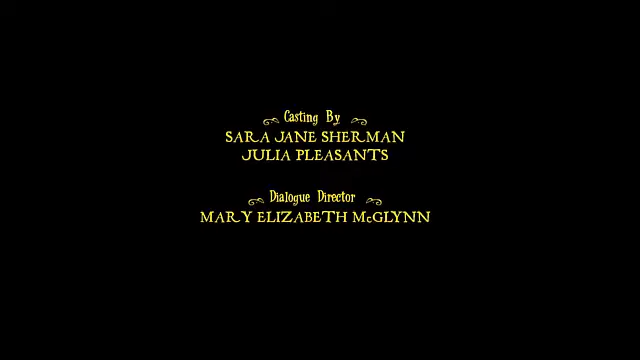 Casting By
SARA JANE SHERMAN
JULIA PLEASANTS
Dialogue Director
MARY ELIZABETH McGLYNN